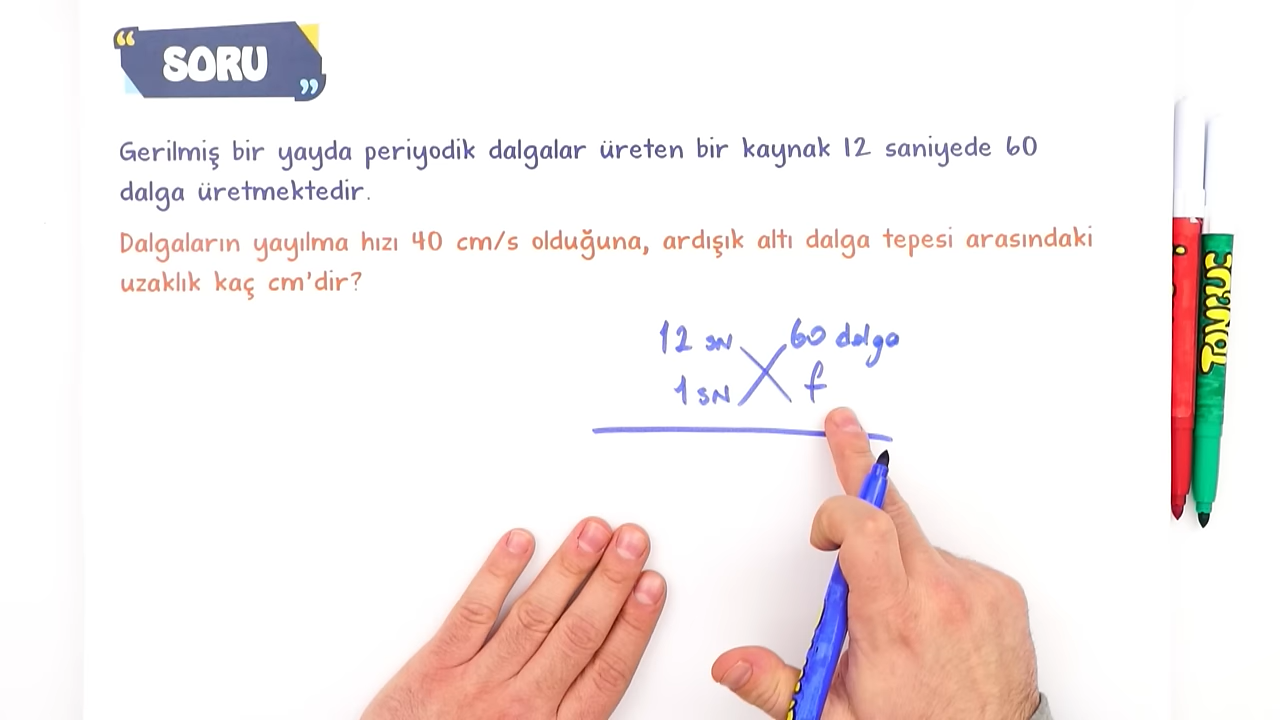 “ SORU ”
Gerilmiş bir yayda periyodik dalgalar üreten bir kaynak 12 saniyede 60
dalga üretmektedir.
Dalgaların yayılma hızı 40 cm/s olduğuna, ardışık altı dalga tepesi arasındaki
uzaklık kaç cm'dir?
12 SN 60 dalga
1 SN f
TONGUÇ